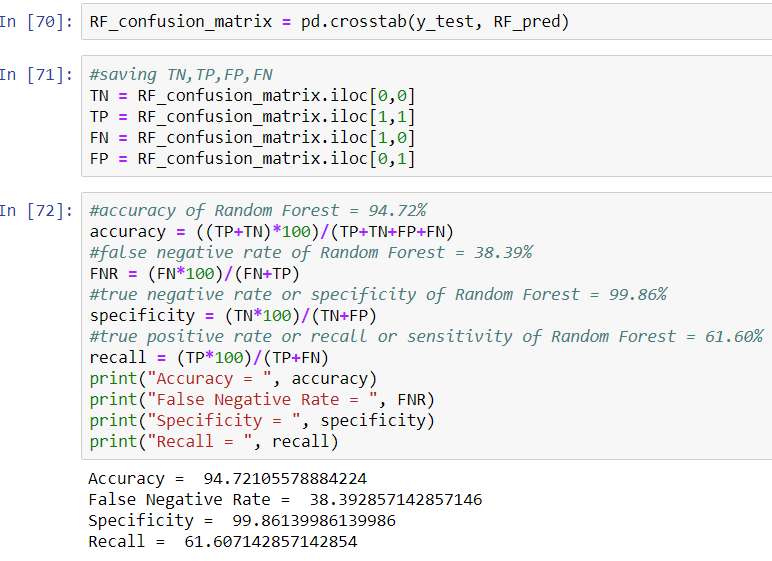 In [70]: RF_confusion_matrix = pd.crosstab(y_test, RF_pred)
In [71]: #saving TN,TP,FP,FN
TN = RF_confusion_matrix.iloc[0,0]
TP = RF_confusion_matrix.iloc[1,1]
FN = RF_confusion_matrix.iloc[1,0]
FP = RF_confusion_matrix.iloc[0,1]
In [72]: #accuracy of Random Forest = 94.72%
accuracy = ((TP+TN)*100)/(TP+TN+FP+FN)
#false negative rate of Random Forest = 38.39%
FNR = (FN*100)/(FN+TP)
#true negative rate or specificity of Random Forest = 99.86%
specificity = (TN*100)/(TN+FP)
#true positive rate or recall or sensitivity of Random Forest = 61.60%
recall = (TP*100)/(TP+FN)
print("Accuracy = ", accuracy)
print("False Negative Rate = ", FNR)
print("Specificity = ", specificity)
print("Recall = ", recall)
Accuracy =  94.72105578884224
False Negative Rate =  38.392857142857146
Specificity =  99.86139986139986
Recall =  61.607142857142854